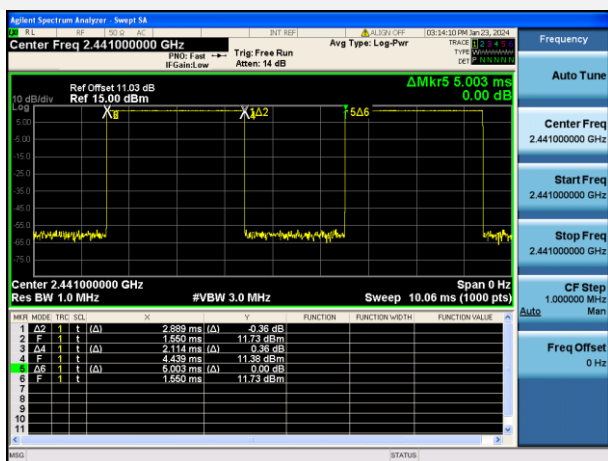 Agilent Spectrum Analyzer - Swept SA
RL RF 50 Ω AC INT REF ALIGN OFF 03:14:10 PM Jan 23, 2024
Center Freq 2.441000000 GHz
PNO: Fast
IFGain:Low
Trig: Free Run
Atten: 14 dB
Avg Type: Log-Pwr
TRACE 1 2 3 4 5 6
TYPE
DET P N N N N N
Frequency
Ref Offset 11.03 dB
10 dB/div Ref 15.00 dBm
ΔMkr5 5.003 ms
0.00 dB
Log
5.00
-5.00
-15.0
-25.0
-35.0
-45.0
-55.0
-65.0
-75.0
1Δ2
5Δ6
Center 2.441000000 GHz Span 0 Hz
Res BW 1.0 MHz #VBW 3.0 MHz Sweep 10.06 ms (1000 pts)
MKR MODE TRC SCL X Y FUNCTION FUNCTION WIDTH FUNCTION VALUE
1 Δ2 1 t (Δ) 2.889 ms (Δ) -0.36 dB
2 F 1 t 1.550 ms 11.73 dBm
3 Δ4 1 t (Δ) 2.114 ms (Δ) 0.36 dB
4 F 1 t 4.439 ms 11.38 dBm
5 Δ6 1 t (Δ) 5.003 ms (Δ) 0.00 dB
6 F 1 t 1.550 ms 11.73 dBm
7
8
9
10
11
MSG STATUS
Auto Tune
Center Freq
2.441000000 GHz
Start Freq
2.441000000 GHz
Stop Freq
2.441000000 GHz
CF Step
1.000000 MHz
Auto Man
Freq Offset
0 Hz